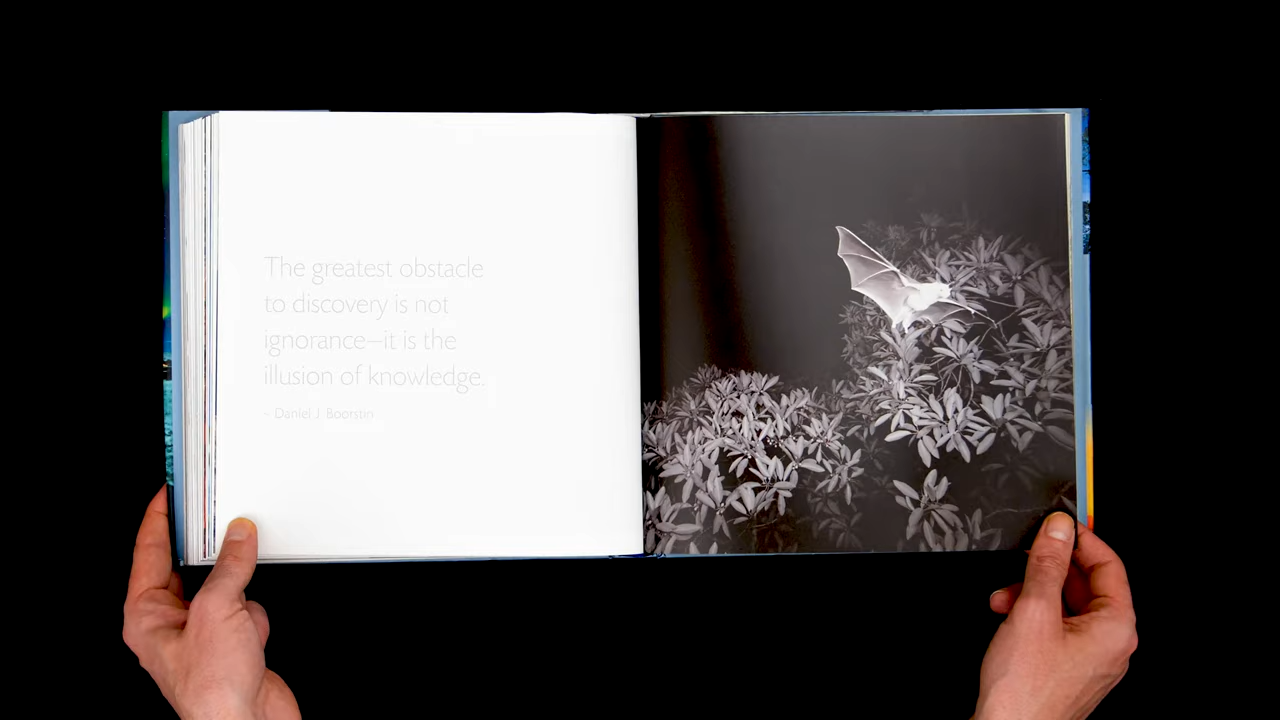 The greatest obstacle
to discovery is not
ignorance—it is the
illusion of knowledge.
~ Daniel J. Boorstin